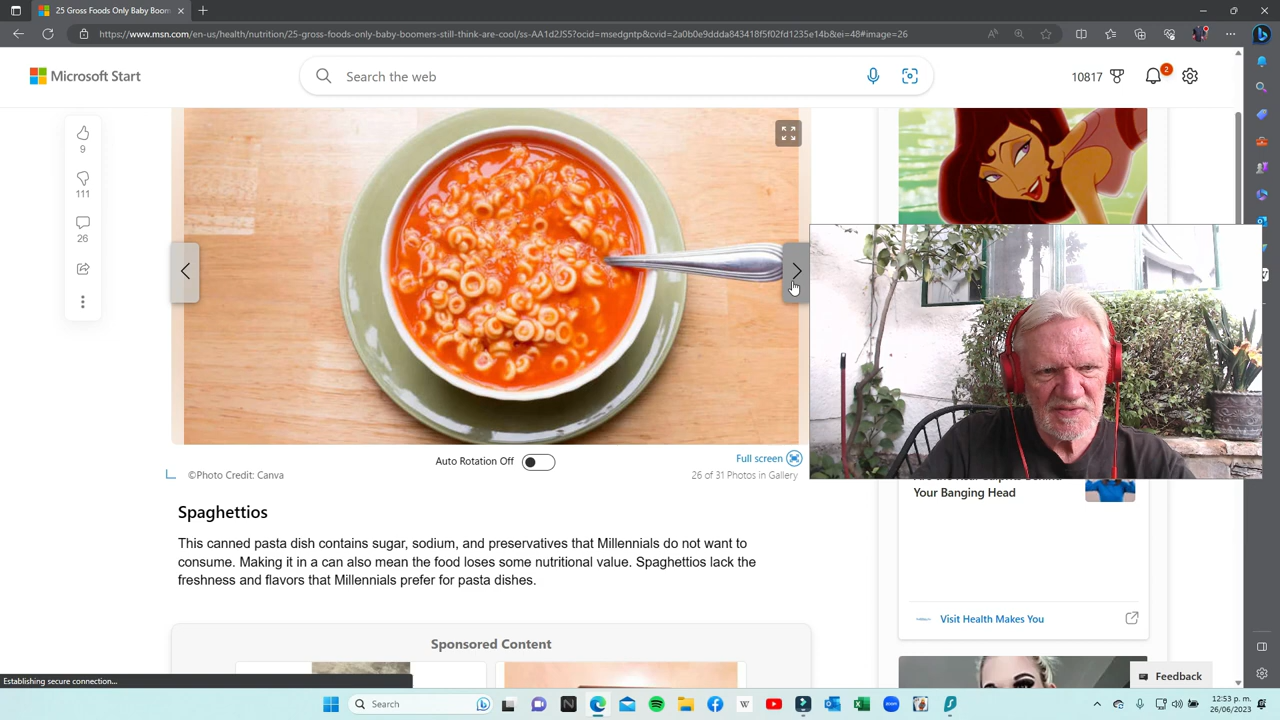 25 Gross Foods Only Baby Boom
https://www.msn.com/en-us/health/nutrition/25-gross-foods-only-baby-boomers-still-think-are-cool/ss-AA1d2JS5?ocid=msedgntp&cvid=2a0b0e9ddda843418f5f02fd1235e14b&ei=48#image=26
Microsoft Start
Search the web
10817
2
9
111
26
Auto Rotation Off
Full screen
©Photo Credit: Canva
26 of 31 Photos in Gallery
Spaghettios
This canned pasta dish contains sugar, sodium, and preservatives that Millennials do not want to
consume. Making it in a can also mean the food loses some nutritional value. Spaghettios lack the
freshness and flavors that Millennials prefer for pasta dishes.
Your Banging Head
Visit Health Makes You
Sponsored Content
Feedback
Establishing secure connection...
Search
12:53 p. m.
26/06/2023